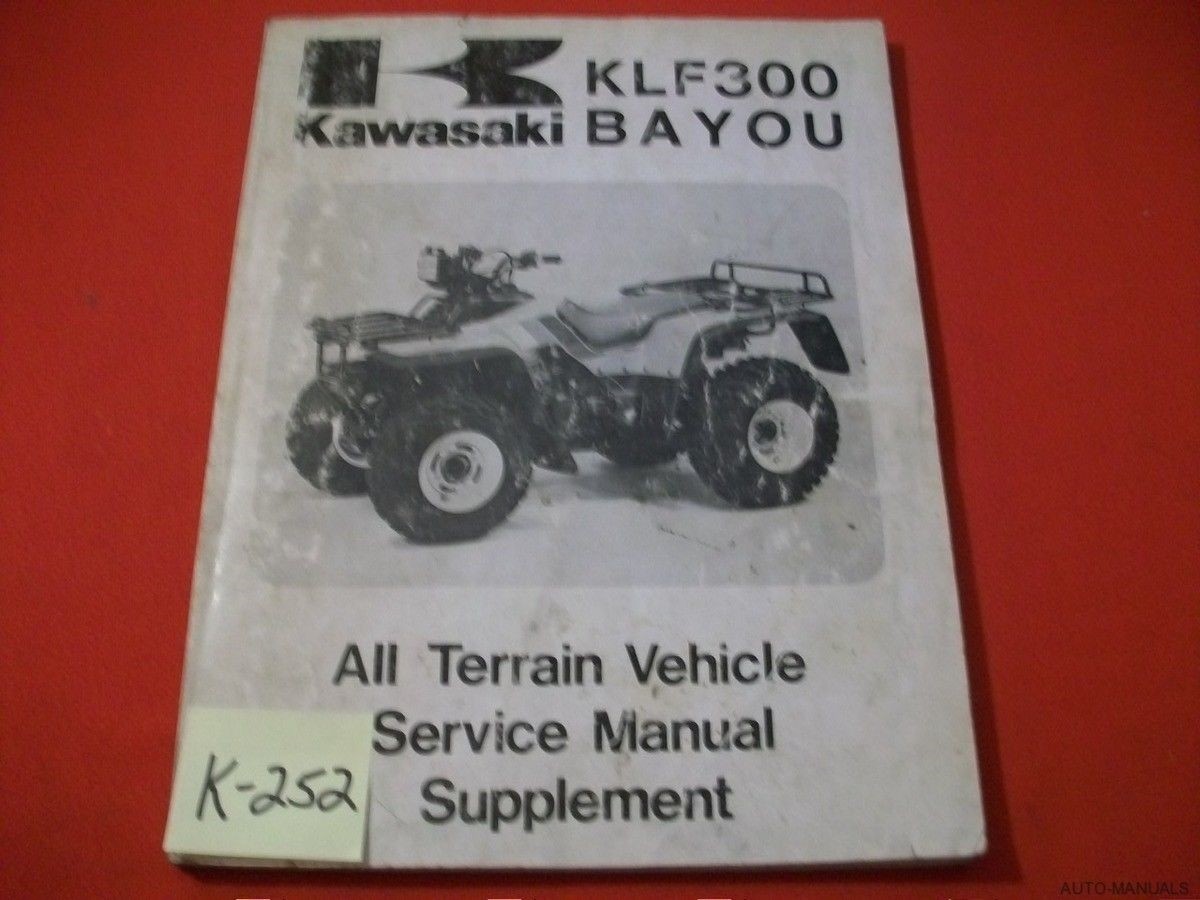 KLF300
Kawasaki BAYOU
All Terrain Vehicle
Service Manual
Supplement
K-252
AUTO-MANUALS